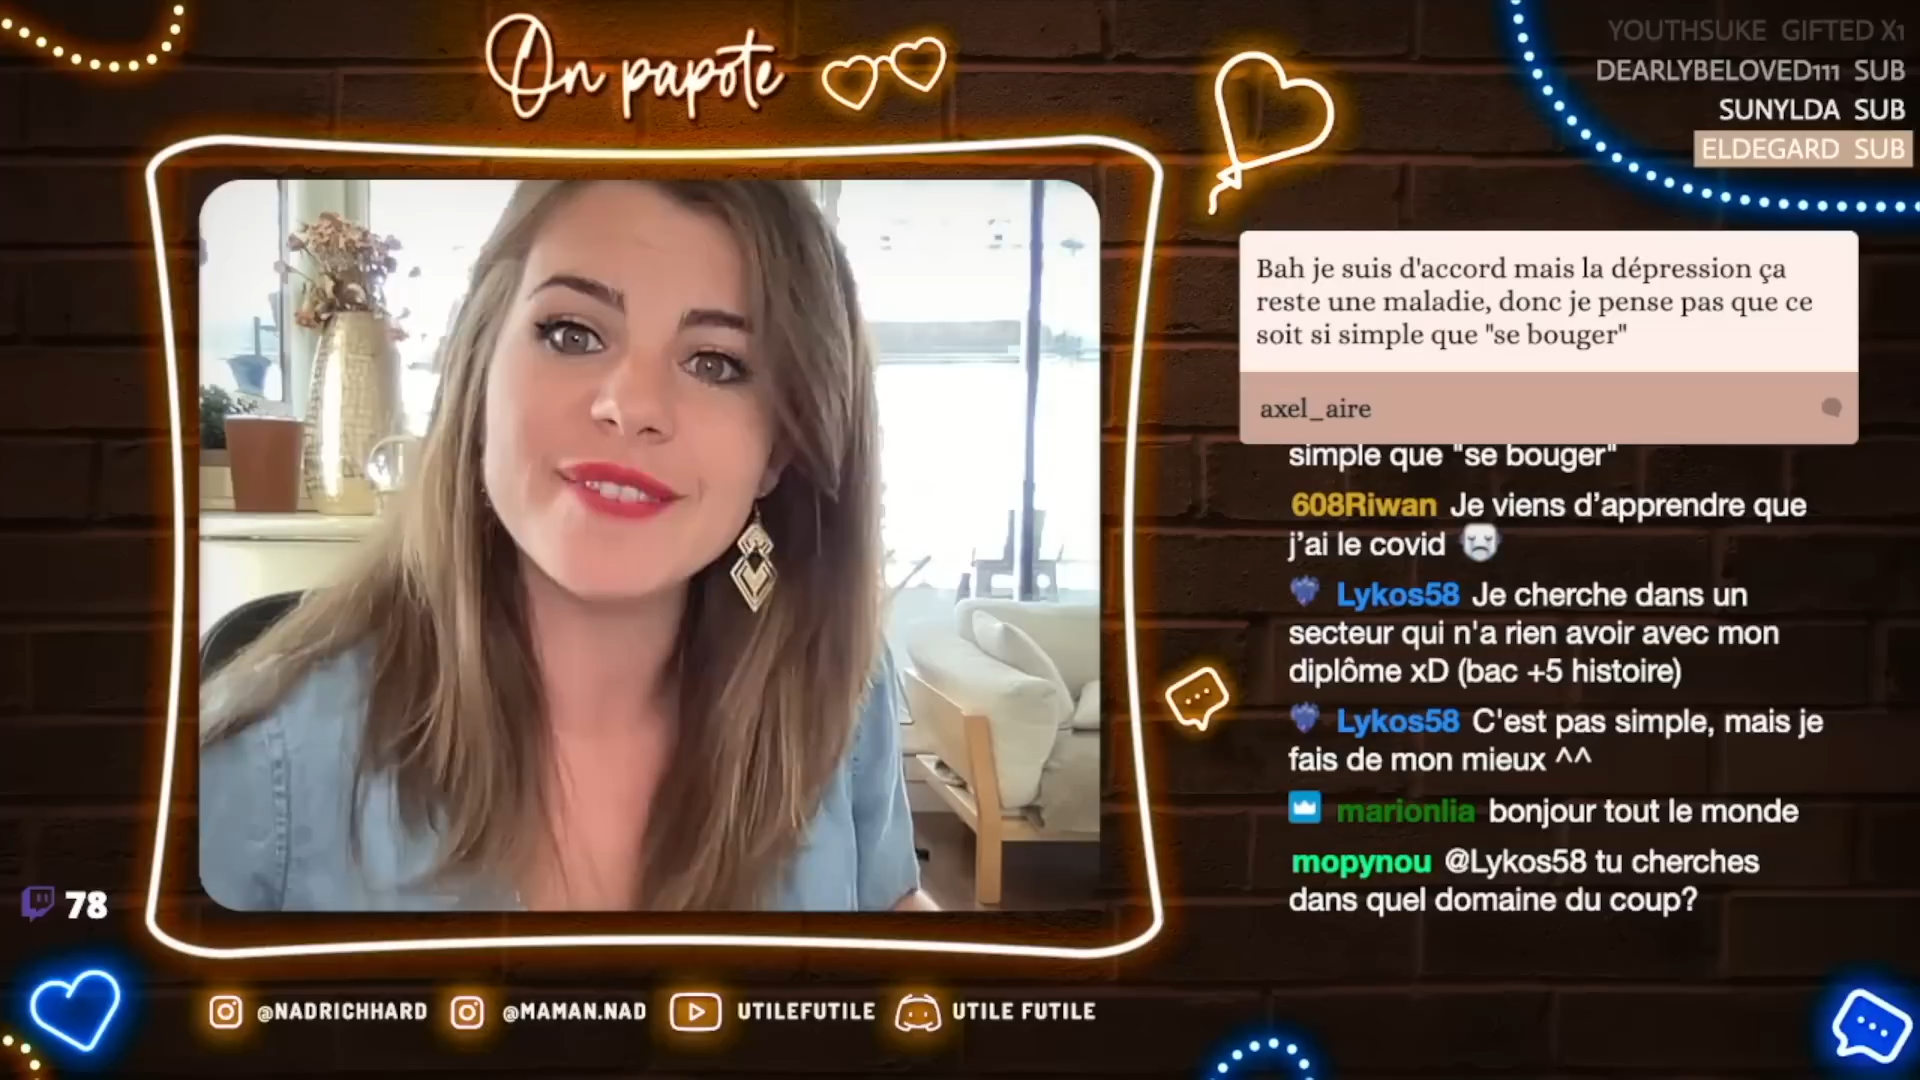 On papote
YOUTHSUKE GIFTED X1
DEARLYBELOVED111 SUB
SUNYLDA SUB
ELDEGARD SUB
Bah je suis d'accord mais la dépression ça
reste une maladie, donc je pense pas que ce
soit si simple que "se bouger"
axel_aire
simple que "se bouger"
608Riwan Je viens d’apprendre que
j’ai le covid
Lykos58 Je cherche dans un
secteur qui n'a rien avoir avec mon
diplôme xD (bac +5 histoire)
Lykos58 C'est pas simple, mais je
fais de mon mieux ^^
marionlia bonjour tout le monde
mopynou @Lykos58 tu cherches
dans quel domaine du coup?
78
@NADRICHHARD @MAMAN.NAD UTILEFUTILE UTILE FUTILE